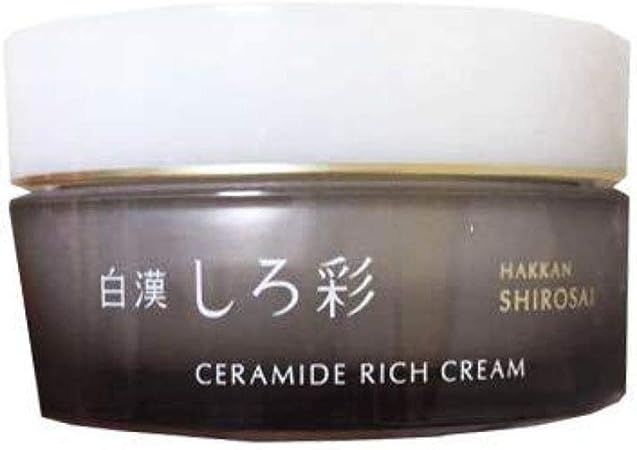 白漢 しろ彩
HAKKAN
SHIROSAI
CERAMIDE RICH CREAM